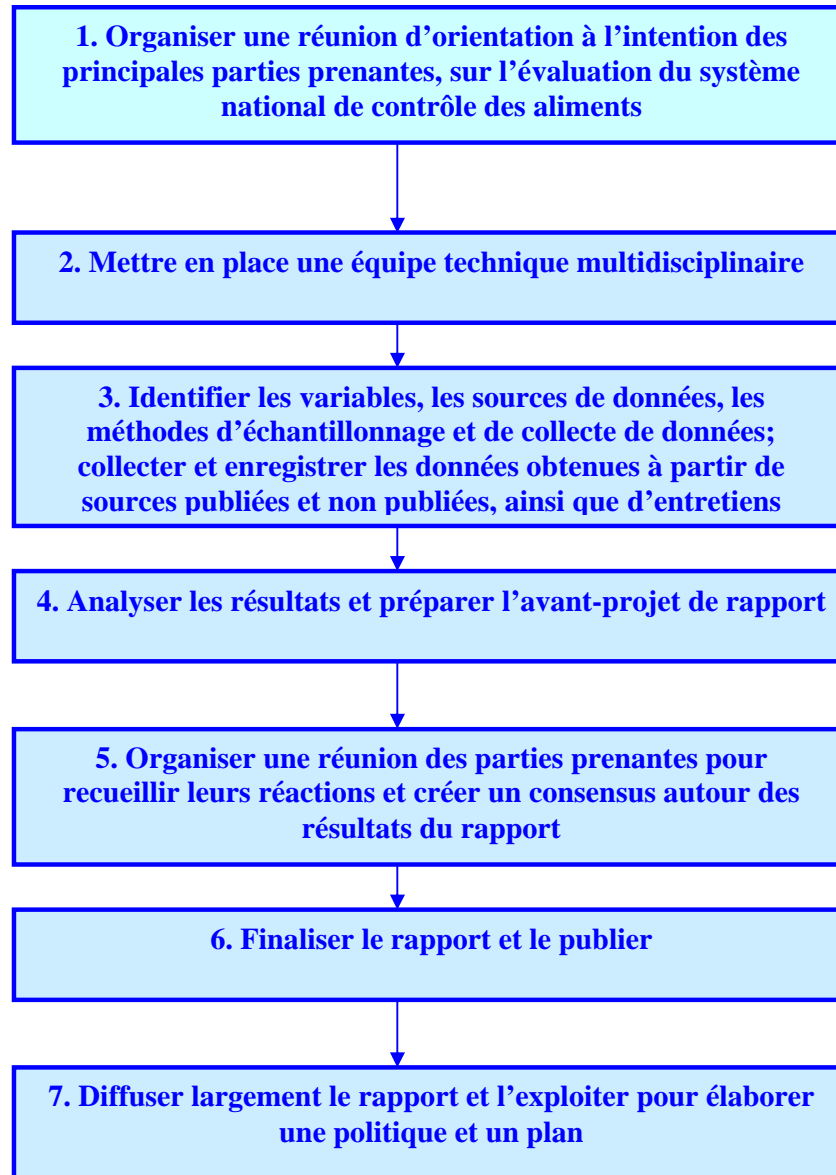 1. Organiser une réunion d’orientation à l’intention des
principales parties prenantes, sur l’évaluation du système
national de contrôle des aliments
2. Mettre en place une équipe technique multidisciplinaire
3. Identifier les variables, les sources de données, les
méthodes d’échantillonnage et de collecte de données;
collecter et enregistrer les données obtenues à partir de
sources publiées et non publiées, ainsi que d’entretiens
4. Analyser les résultats et préparer l’avant-projet de rapport
5. Organiser une réunion des parties prenantes pour
recueillir leurs réactions et créer un consensus autour des
résultats du rapport
6. Finaliser le rapport et le publier
7. Diffuser largement le rapport et l’exploiter pour élaborer
une politique et un plan